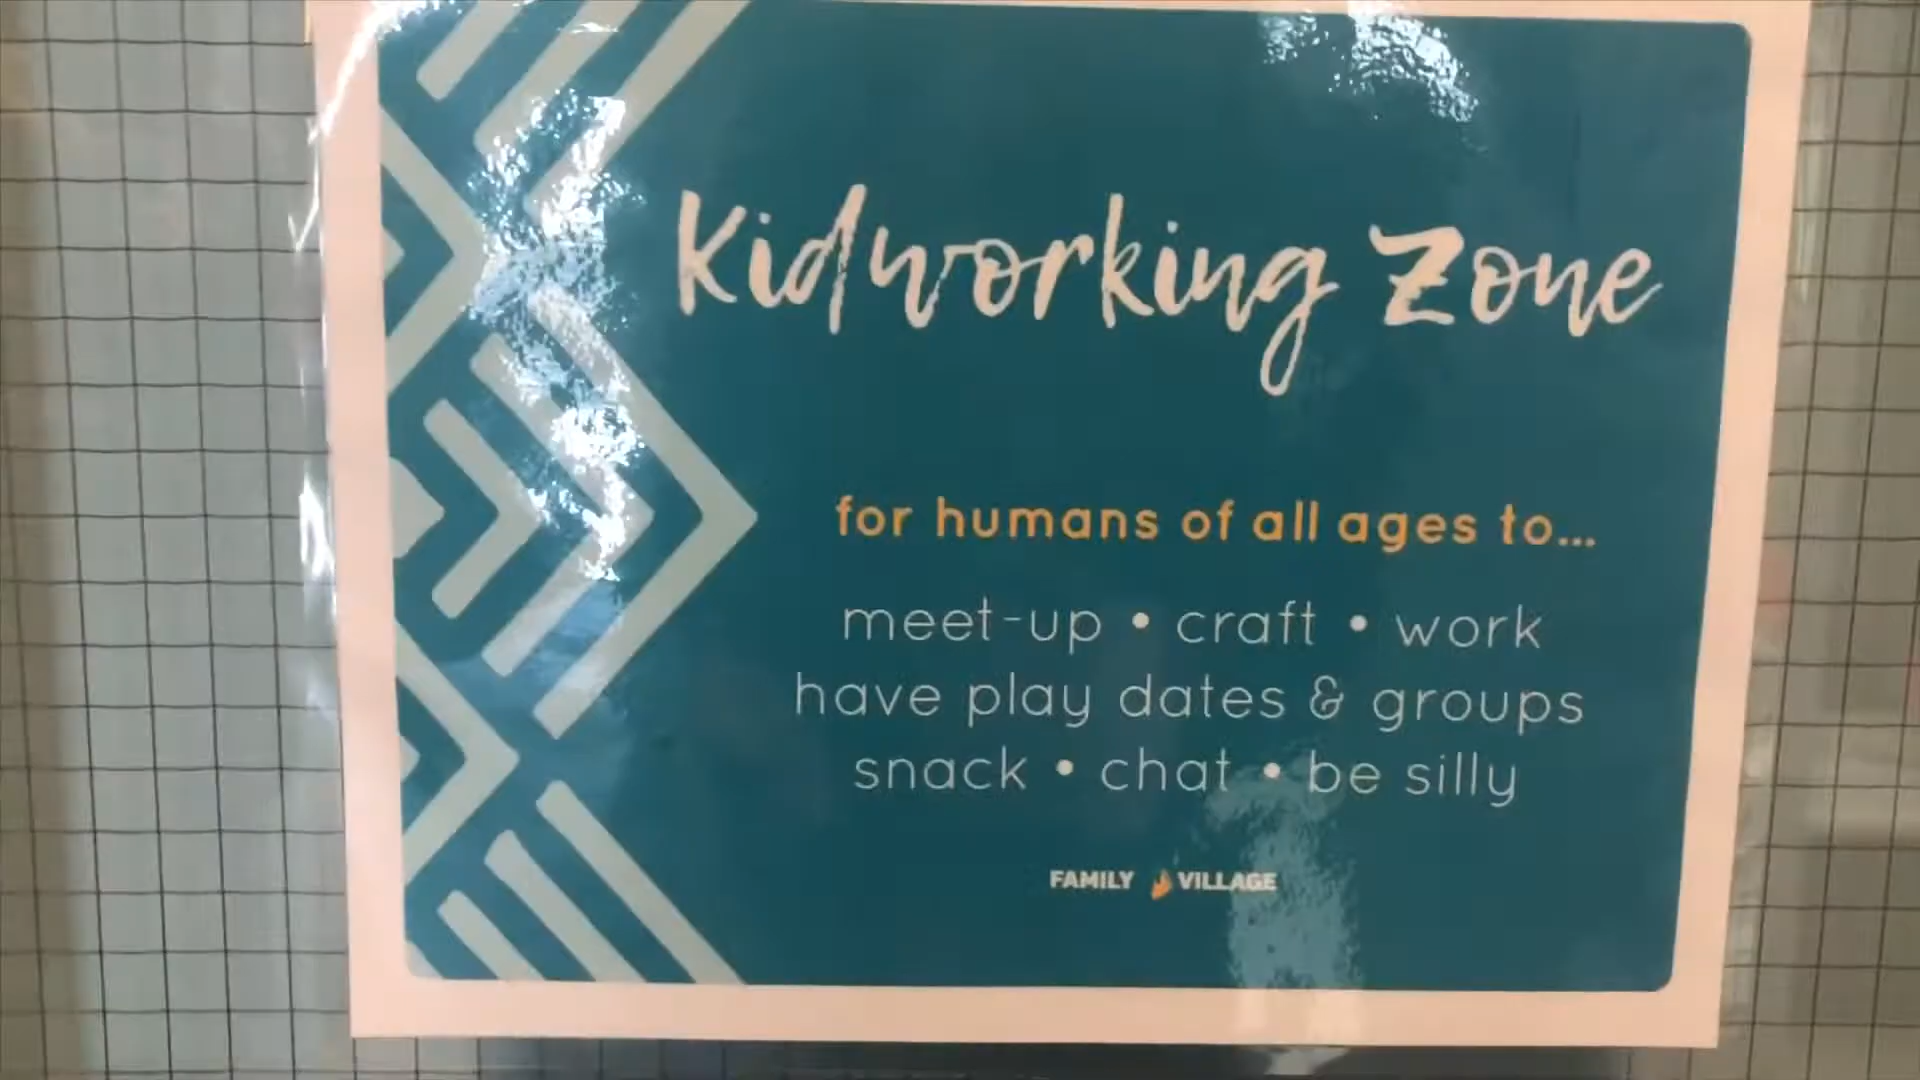 Kidworking Zone
for humans of all ages to...
meet-up • craft • work
have play dates & groups
snack • chat • be silly
FAMILY VILLAGE